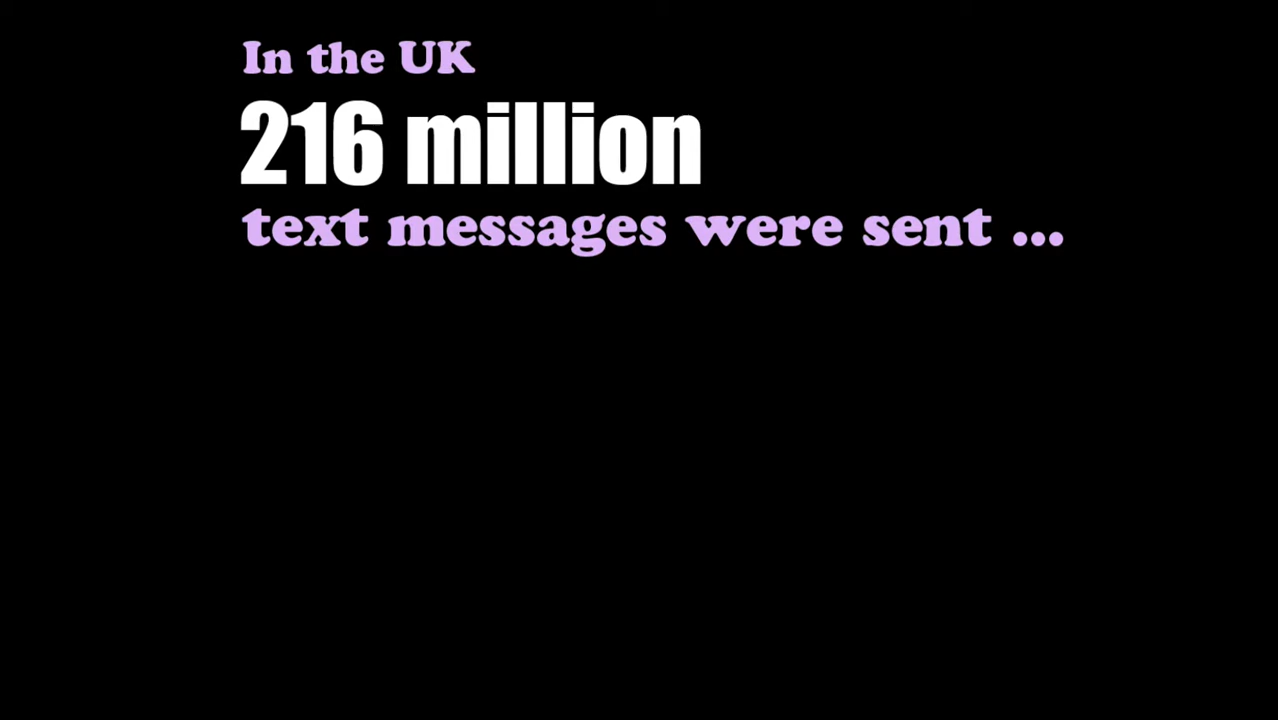 In the UK
216 million
text messages were sent ...